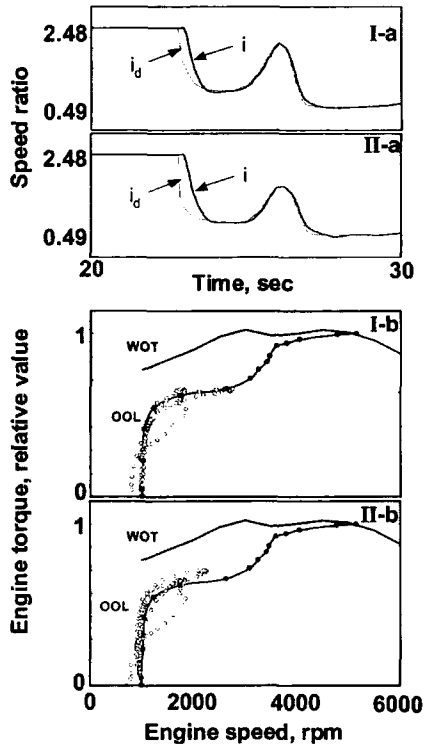 Speed ratio
2.48
I-a
i_d
i
0.49
2.48
II-a
i_d
i
0.49
20
30
Time, sec
Engine torque, relative value
1
I-b
WOT
OOL
0
1
II-b
WOT
OOL
0
0
2000
4000
6000
Engine speed, rpm